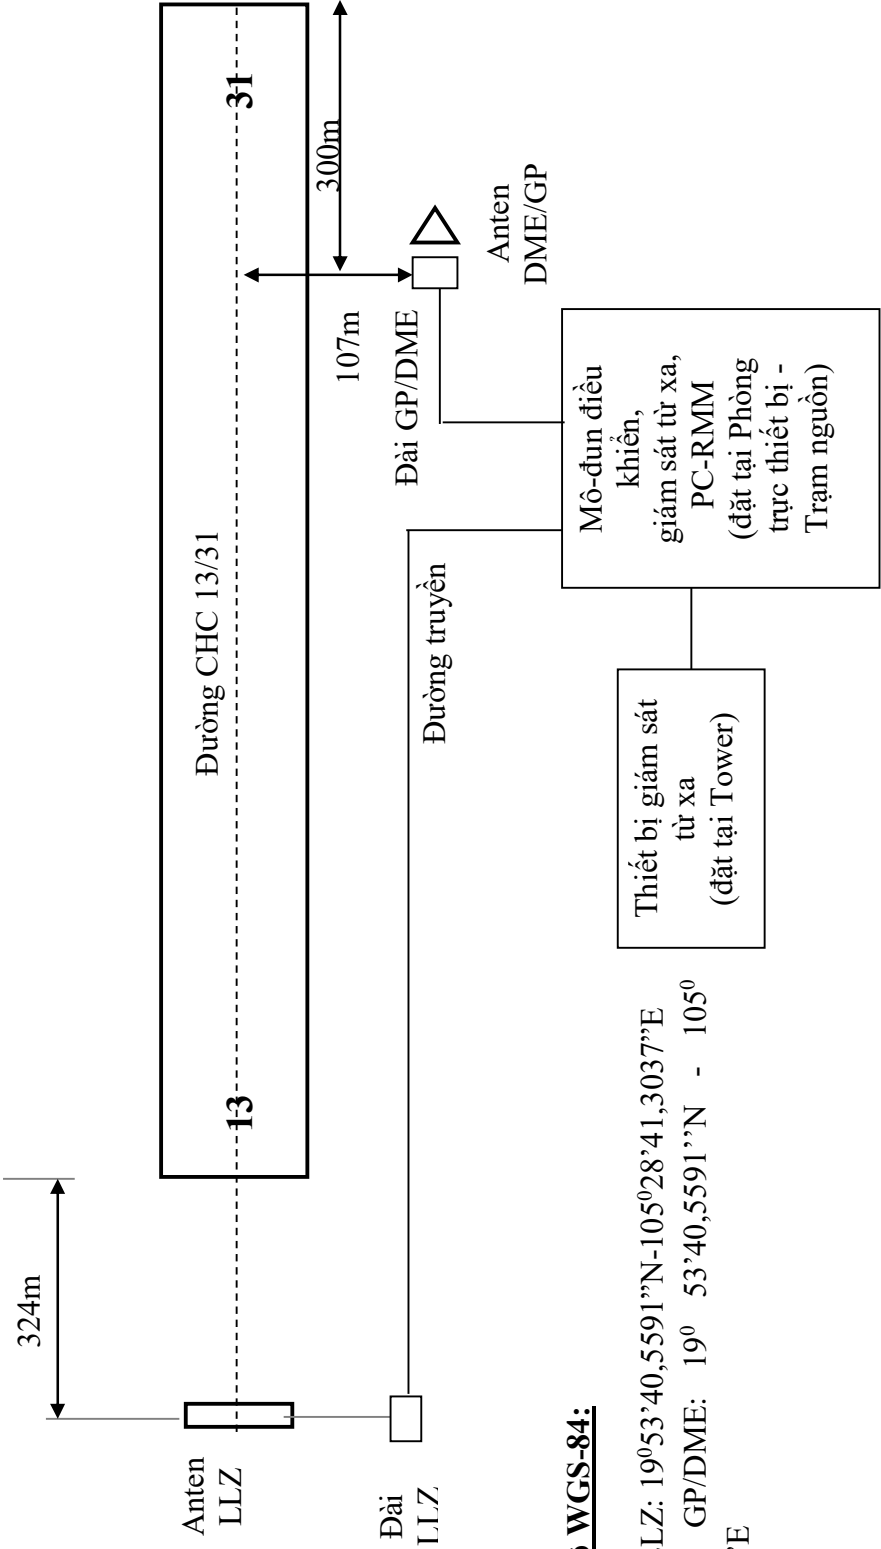 324m
13
Đường CHC 13/31
31
300m
107m
Anten
LLZ
Đài
LLZ
Đài GP/DME
Anten
DME/GP
Đường truyền
Mô-đun điều
khiển,
giám sát từ xa,
PC-RMM
(đặt tại Phòng
trực thiết bị -
Trạm nguồn)
Thiết bị giám sát
từ xa
(đặt tại Tower)
WGS-84:
LZ: 19⁰53’40,5591”N-105⁰28’41,3037”E
GP/DME: 19⁰ 53’40,5591’’N - 105⁰
”E